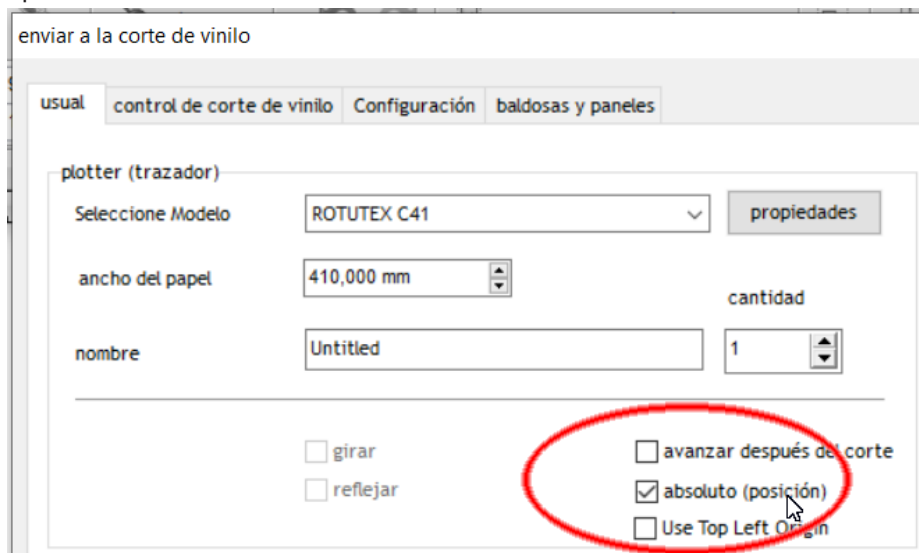 enviar a la corte de vinilo
usual control de corte de vinilo Configuración baldosas y paneles
plotter (trazador)
Seleccione Modelo ROTUTEX C41 propiedades
ancho del papel 410,000 mm
cantidad
nombre Untitled 1
girar avanzar después del corte
reflejar absoluto (posición)
Use Top Left Origin